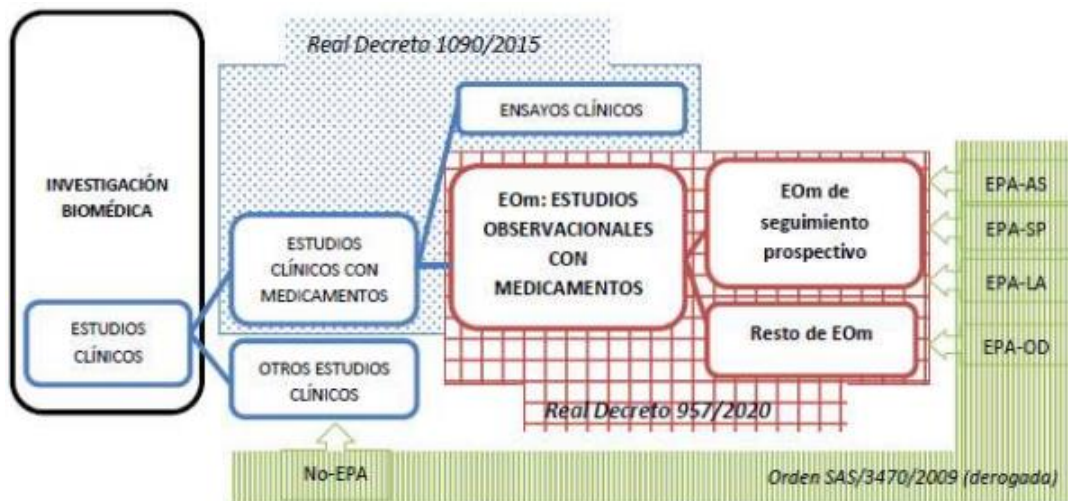 Real Decreto 1090/2015
ENSAYOS CLÍNICOS
INVESTIGACIÓN
BIOMÉDICA
ESTUDIOS
CLÍNICOS
ESTUDIOS
CLÍNICOS CON
MEDICAMENTOS
OTROS ESTUDIOS
CLÍNICOS
EOm: ESTUDIOS
OBSERVACIONALES
CON
MEDICAMENTOS
EOm de
seguimiento
prospectivo
Resto de EOm
EPA-AS
EPA-SP
EPA-LA
EPA-OD
Real Decreto 957/2020
No-EPA
Orden SAS/3470/2009 (derogada)